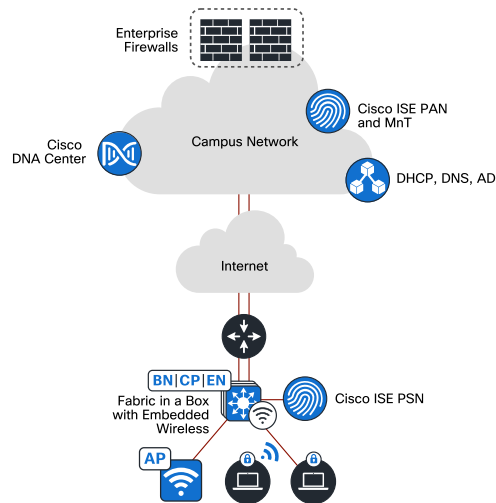 Enterprise
Firewalls
Cisco ISE PAN
and MnT
Campus Network
Cisco
DNA Center
DHCP, DNS, AD
Internet
BN|CP|EN
Fabric in a Box
with Embedded
Wireless
Cisco ISE PSN
AP